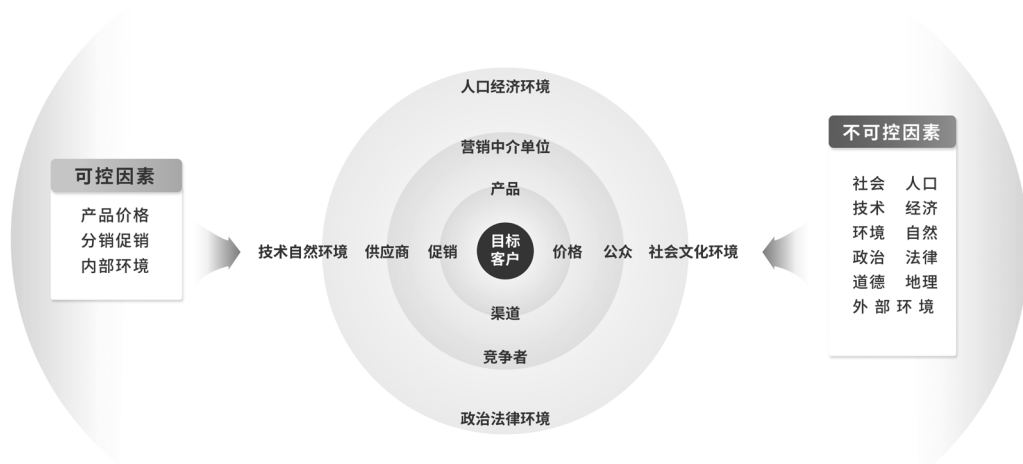 可控因素
产品价格
分销促销
内部环境
人口经济环境
营销中介单位
产品
技术自然环境 供应商 促销 目标客户 价格 公众 社会文化环境
渠道
竞争者
政治法律环境
不可控因素
社会 人口
技术 经济
环境 自然
政治 法律
道德 地理
外部环境